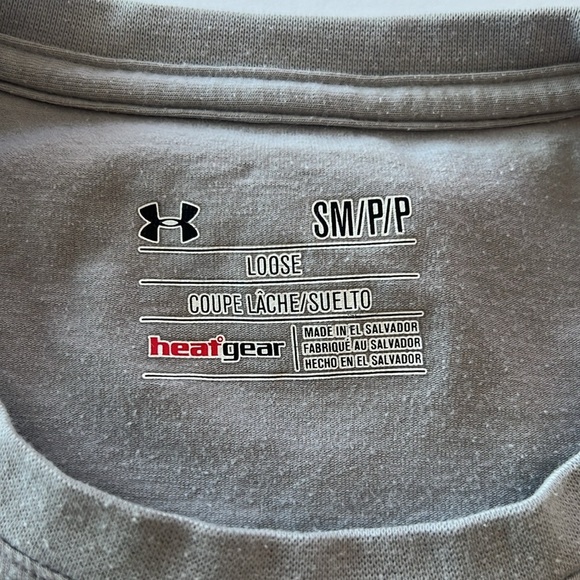 SM/P/P
LOOSE
COUPE LÂCHE/SUELTO
heatgear
MADE IN EL SALVADOR
FABRIQUÉ AU SALVADOR
HECHO EN EL SALVADOR